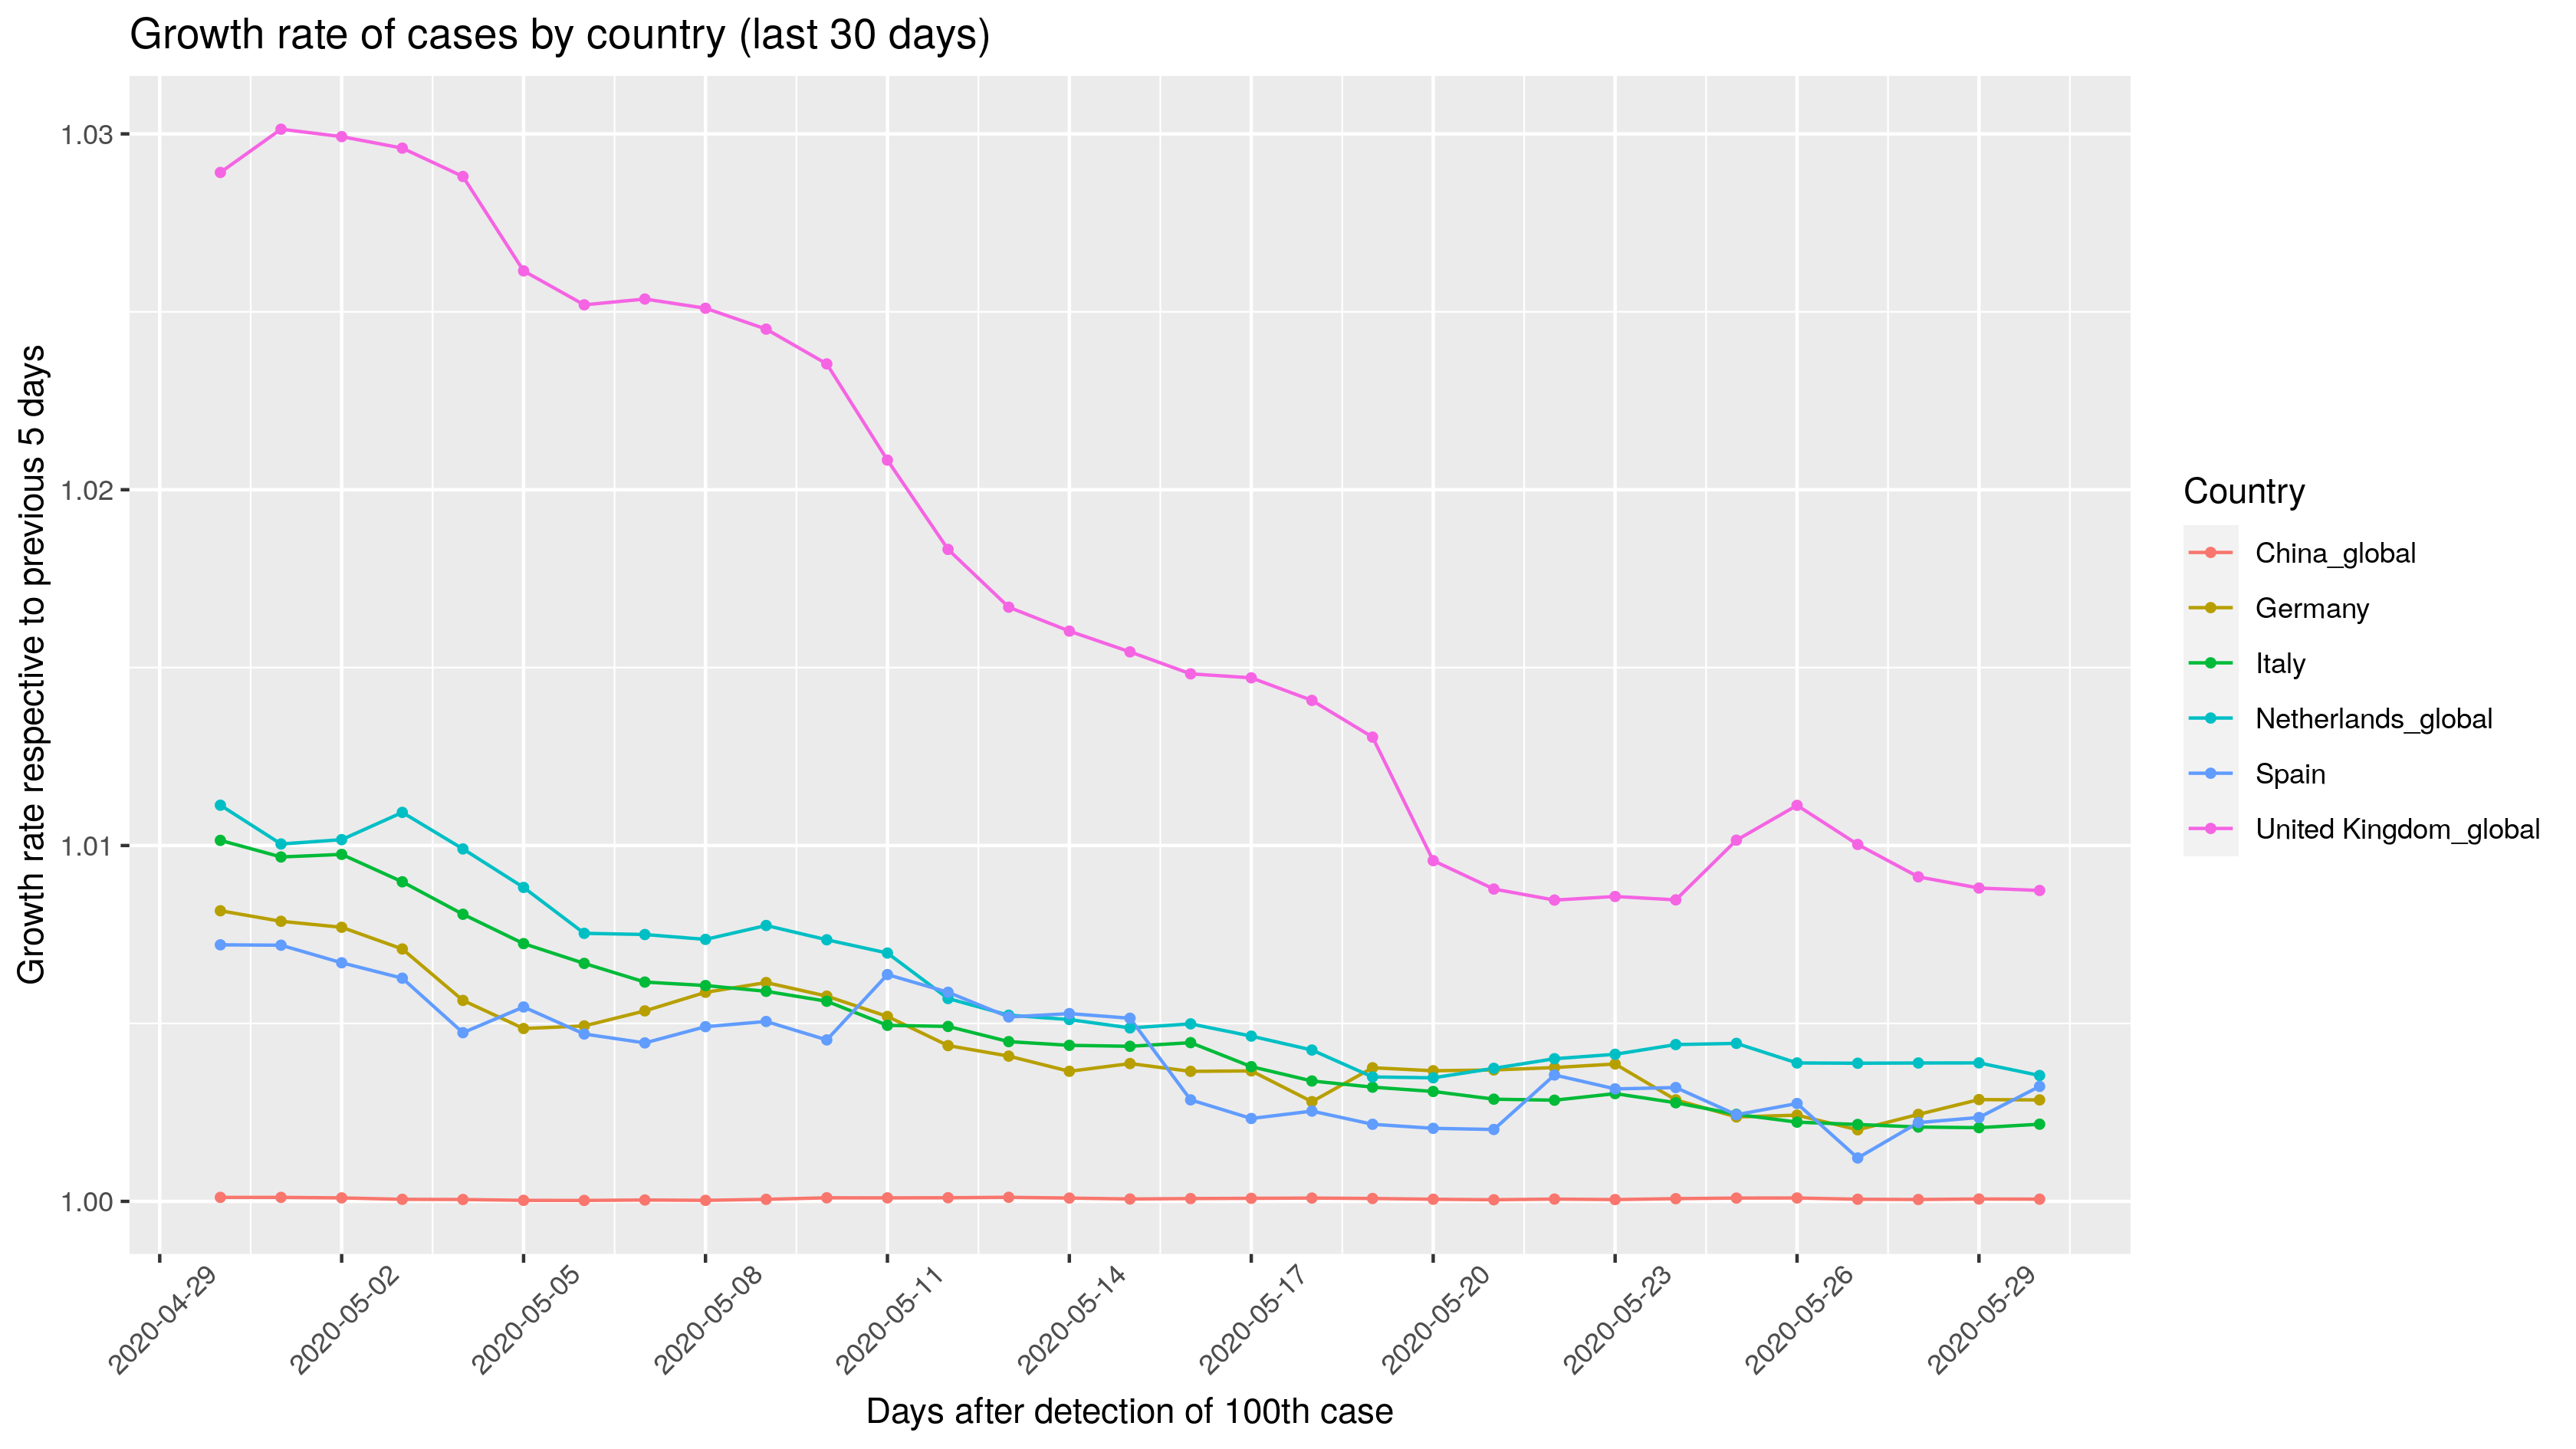 Growth rate of cases by country (last 30 days)
Growth rate respective to previous 5 days
1.03
1.02
1.01
1.00
2020-04-29
2020-05-02
2020-05-05
2020-05-08
2020-05-11
2020-05-14
2020-05-17
2020-05-20
2020-05-23
2020-05-26
2020-05-29
Days after detection of 100th case
Country
China_global
Germany
Italy
Netherlands_global
Spain
United Kingdom_global